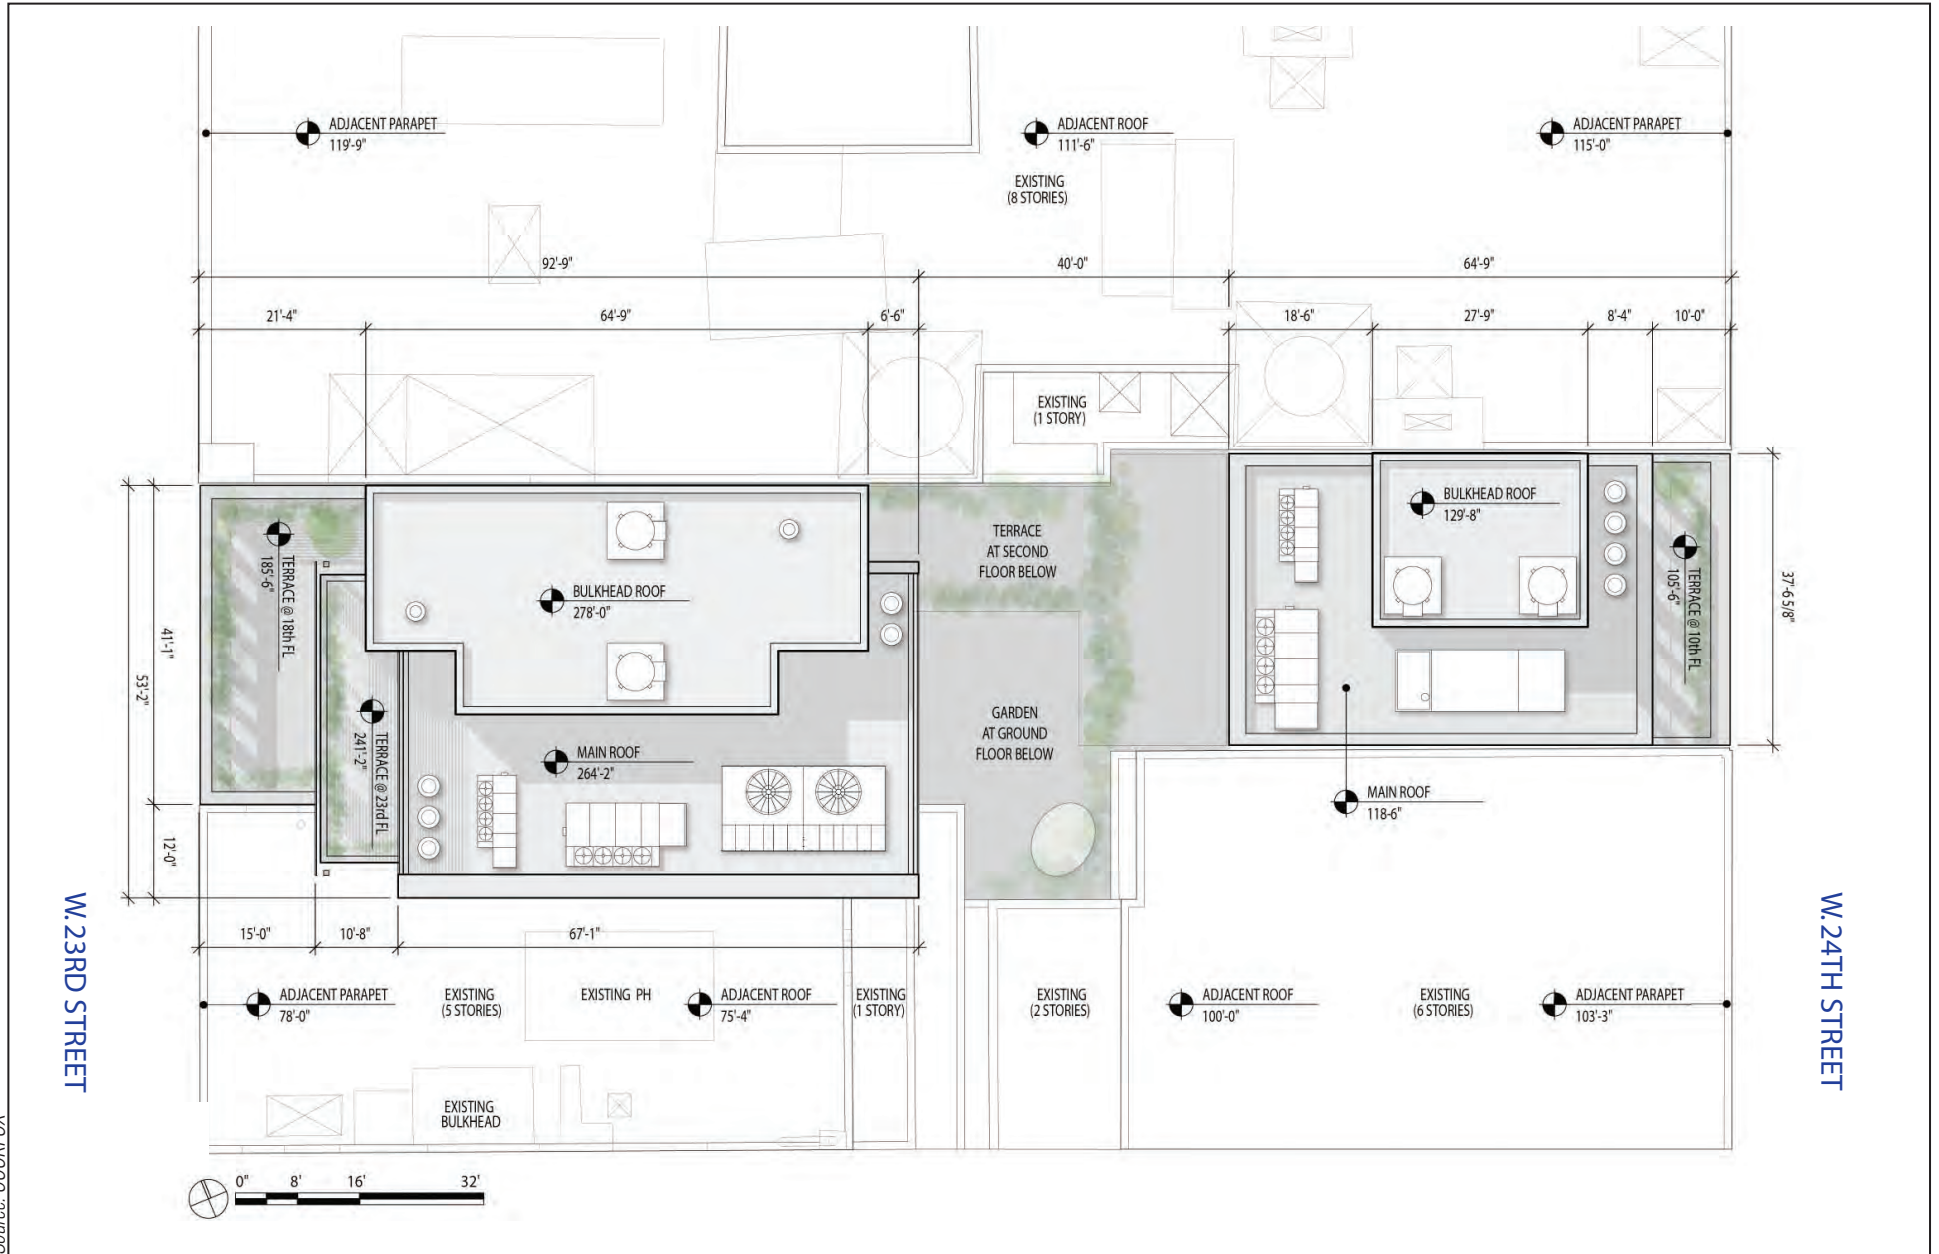 ADJACENT PARAPET
119'-9"
ADJACENT ROOF
111'-6"
ADJACENT PARAPET
115'-0"
EXISTING
(8 STORIES)
92'-9"
40'-0"
64'-9"
21'-4"
64'-9"
6'-6"
18'-6"
27'-9"
8'-4"
10'-0"
EXISTING
(1 STORY)
TERRACE @ 18th FL
185'-6"
TERRACE
AT SECOND
FLOOR BELOW
BULKHEAD ROOF
129'-8"
TERRACE @ 10th FL
105'-6"
37'-6 5/8"
BULKHEAD ROOF
278'-0"
41'-1"
53'-2"
12'-0"
TERRACE @ 23rd FL
241'-2"
GARDEN
AT GROUND
FLOOR BELOW
MAIN ROOF
264'-2"
MAIN ROOF
118'-6"
W.23RD STREET
W.24TH STREET
15'-0"
10'-8"
67'-1"
ADJACENT PARAPET
78'-0"
EXISTING
(5 STORIES)
EXISTING PH
ADJACENT ROOF
75'-4"
EXISTING
(1 STORY)
EXISTING
(2 STORIES)
ADJACENT ROOF
100'-0"
EXISTING
(6 STORIES)
ADJACENT PARAPET
103'-3"
EXISTING
BULKHEAD
0"
8'
16'
32'